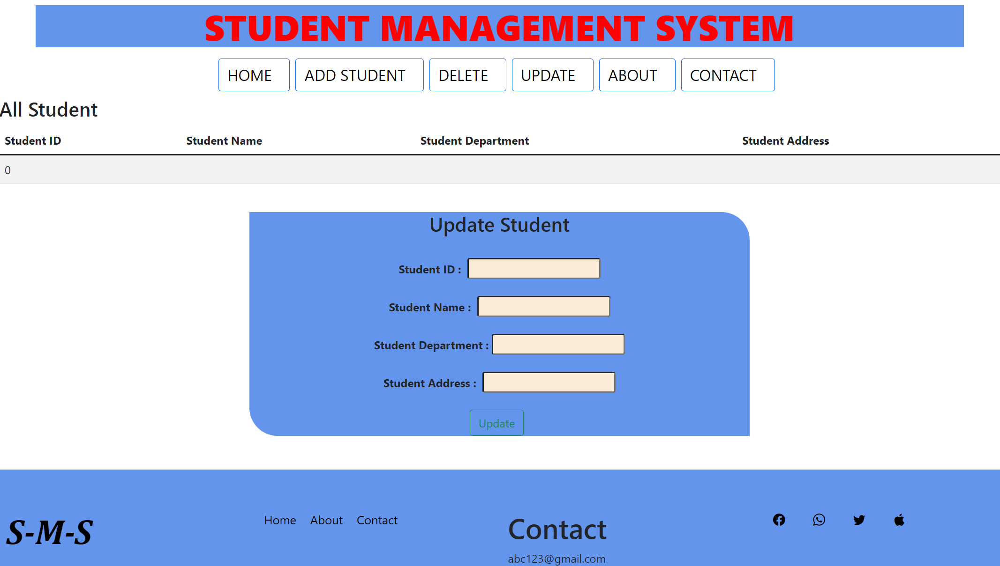 STUDENT MANAGEMENT SYSTEM
HOME ADD STUDENT DELETE UPDATE ABOUT CONTACT
All Student
Student ID Student Name Student Department Student Address
0
Update Student
Student ID :
Student Name :
Student Department :
Student Address :
Update
S-M-S
Home About Contact
Contact
abc123@gmail.com